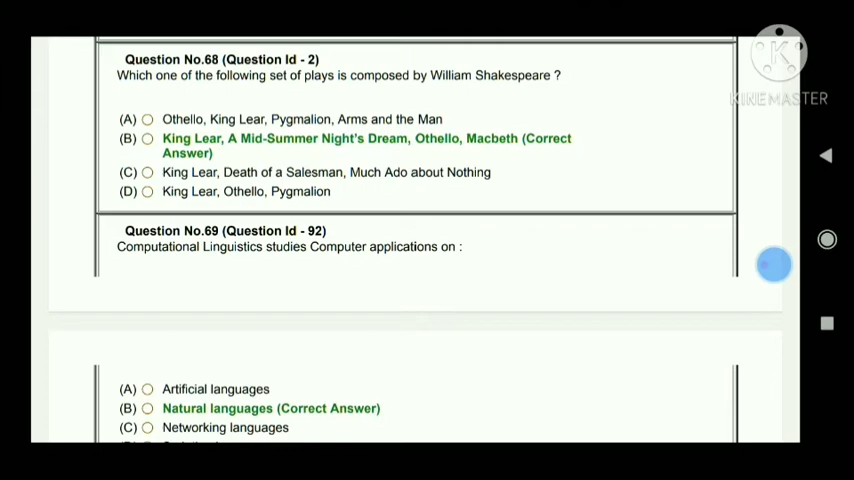 Question No.68 (Question Id - 2)
Which one of the following set of plays is composed by William Shakespeare ?
(A) Othello, King Lear, Pygmalion, Arms and the Man
(B) King Lear, A Mid-Summer Night's Dream, Othello, Macbeth (Correct
Answer)
(C) King Lear, Death of a Salesman, Much Ado about Nothing
(D) King Lear, Othello, Pygmalion
Question No.69 (Question Id - 92)
Computational Linguistics studies Computer applications on :
(A) Artificial languages
(B) Natural languages (Correct Answer)
(C) Networking languages
K
KINEMASTER